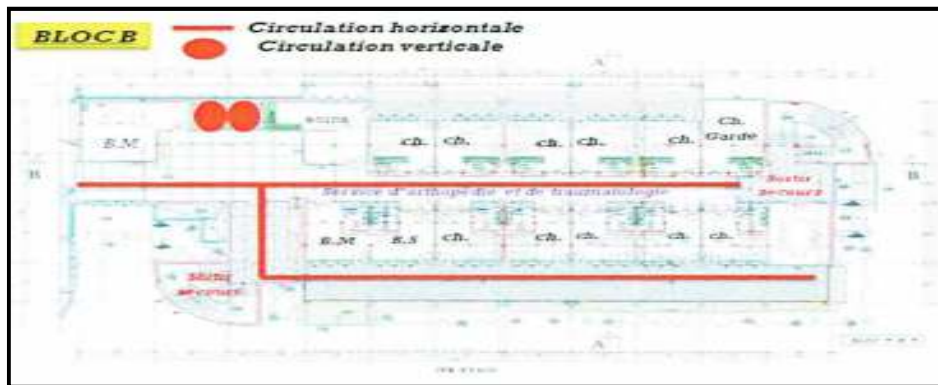 BLOC B
Circulation horizontale
Circulation verticale
A
B.M
Ch. Ch. Ch. Ch. Ch. Ch. Garde
B
B
Service d'orthopédie et de traumatologie
Sortie secours
B.M B.S Ch. Ch. Ch. Ch. Ch.
secours
A